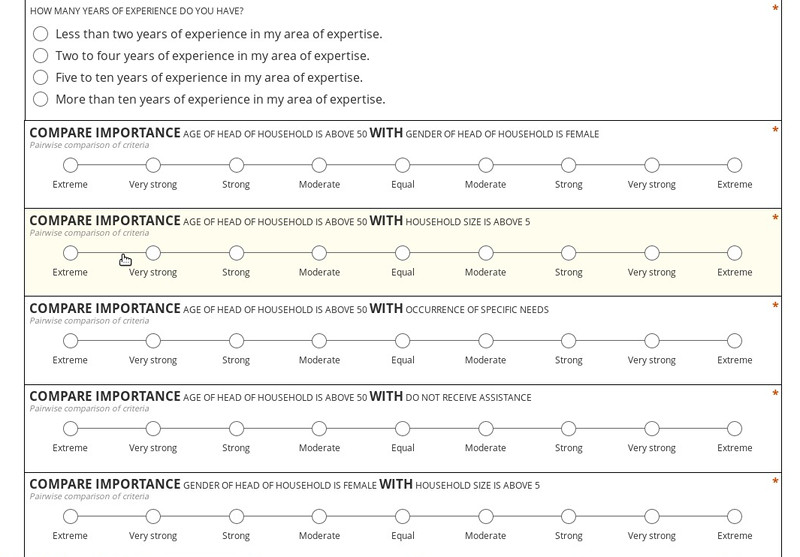 HOW MANY YEARS OF EXPERIENCE DO YOU HAVE? *
Less than two years of experience in my area of expertise.
Two to four years of experience in my area of expertise.
Five to ten years of experience in my area of expertise.
More than ten years of experience in my area of expertise.
COMPARE IMPORTANCE AGE OF HEAD OF HOUSEHOLD IS ABOVE 50 WITH GENDER OF HEAD OF HOUSEHOLD IS FEMALE *
Pairwise comparison of criteria
Extreme Very strong Strong Moderate Equal Moderate Strong Very strong Extreme
COMPARE IMPORTANCE AGE OF HEAD OF HOUSEHOLD IS ABOVE 50 WITH HOUSEHOLD SIZE IS ABOVE 5 *
Pairwise comparison of criteria
Extreme Very strong Strong Moderate Equal Moderate Strong Very strong Extreme
COMPARE IMPORTANCE AGE OF HEAD OF HOUSEHOLD IS ABOVE 50 WITH OCCURRENCE OF SPECIFIC NEEDS *
Pairwise comparison of criteria
Extreme Very strong Strong Moderate Equal Moderate Strong Very strong Extreme
COMPARE IMPORTANCE AGE OF HEAD OF HOUSEHOLD IS ABOVE 50 WITH DO NOT RECEIVE ASSISTANCE *
Pairwise comparison of criteria
Extreme Very strong Strong Moderate Equal Moderate Strong Very strong Extreme
COMPARE IMPORTANCE GENDER OF HEAD OF HOUSEHOLD IS FEMALE WITH HOUSEHOLD SIZE IS ABOVE 5 *
Pairwise comparison of criteria
Extreme Very strong Strong Moderate Equal Moderate Strong Very strong Extreme